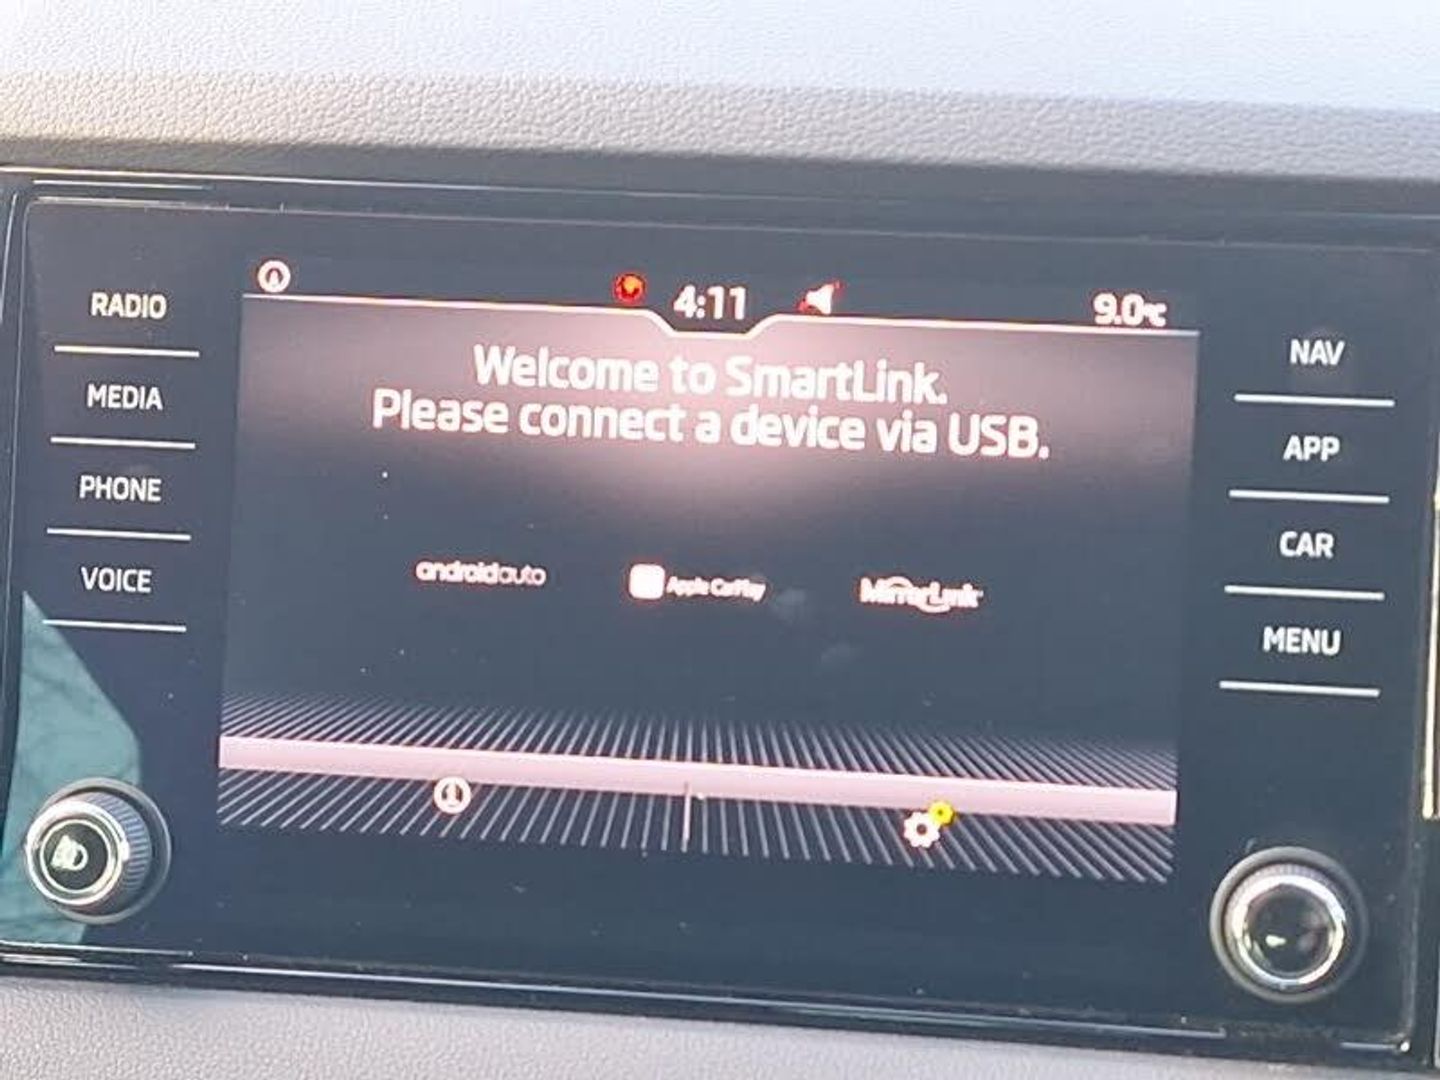 RADIO
MEDIA
PHONE
VOICE
4:11
9.0°C
Welcome to SmartLink.
Please connect a device via USB.
androidauto
Apple CarPlay
MirrorLink
NAV
APP
CAR
MENU